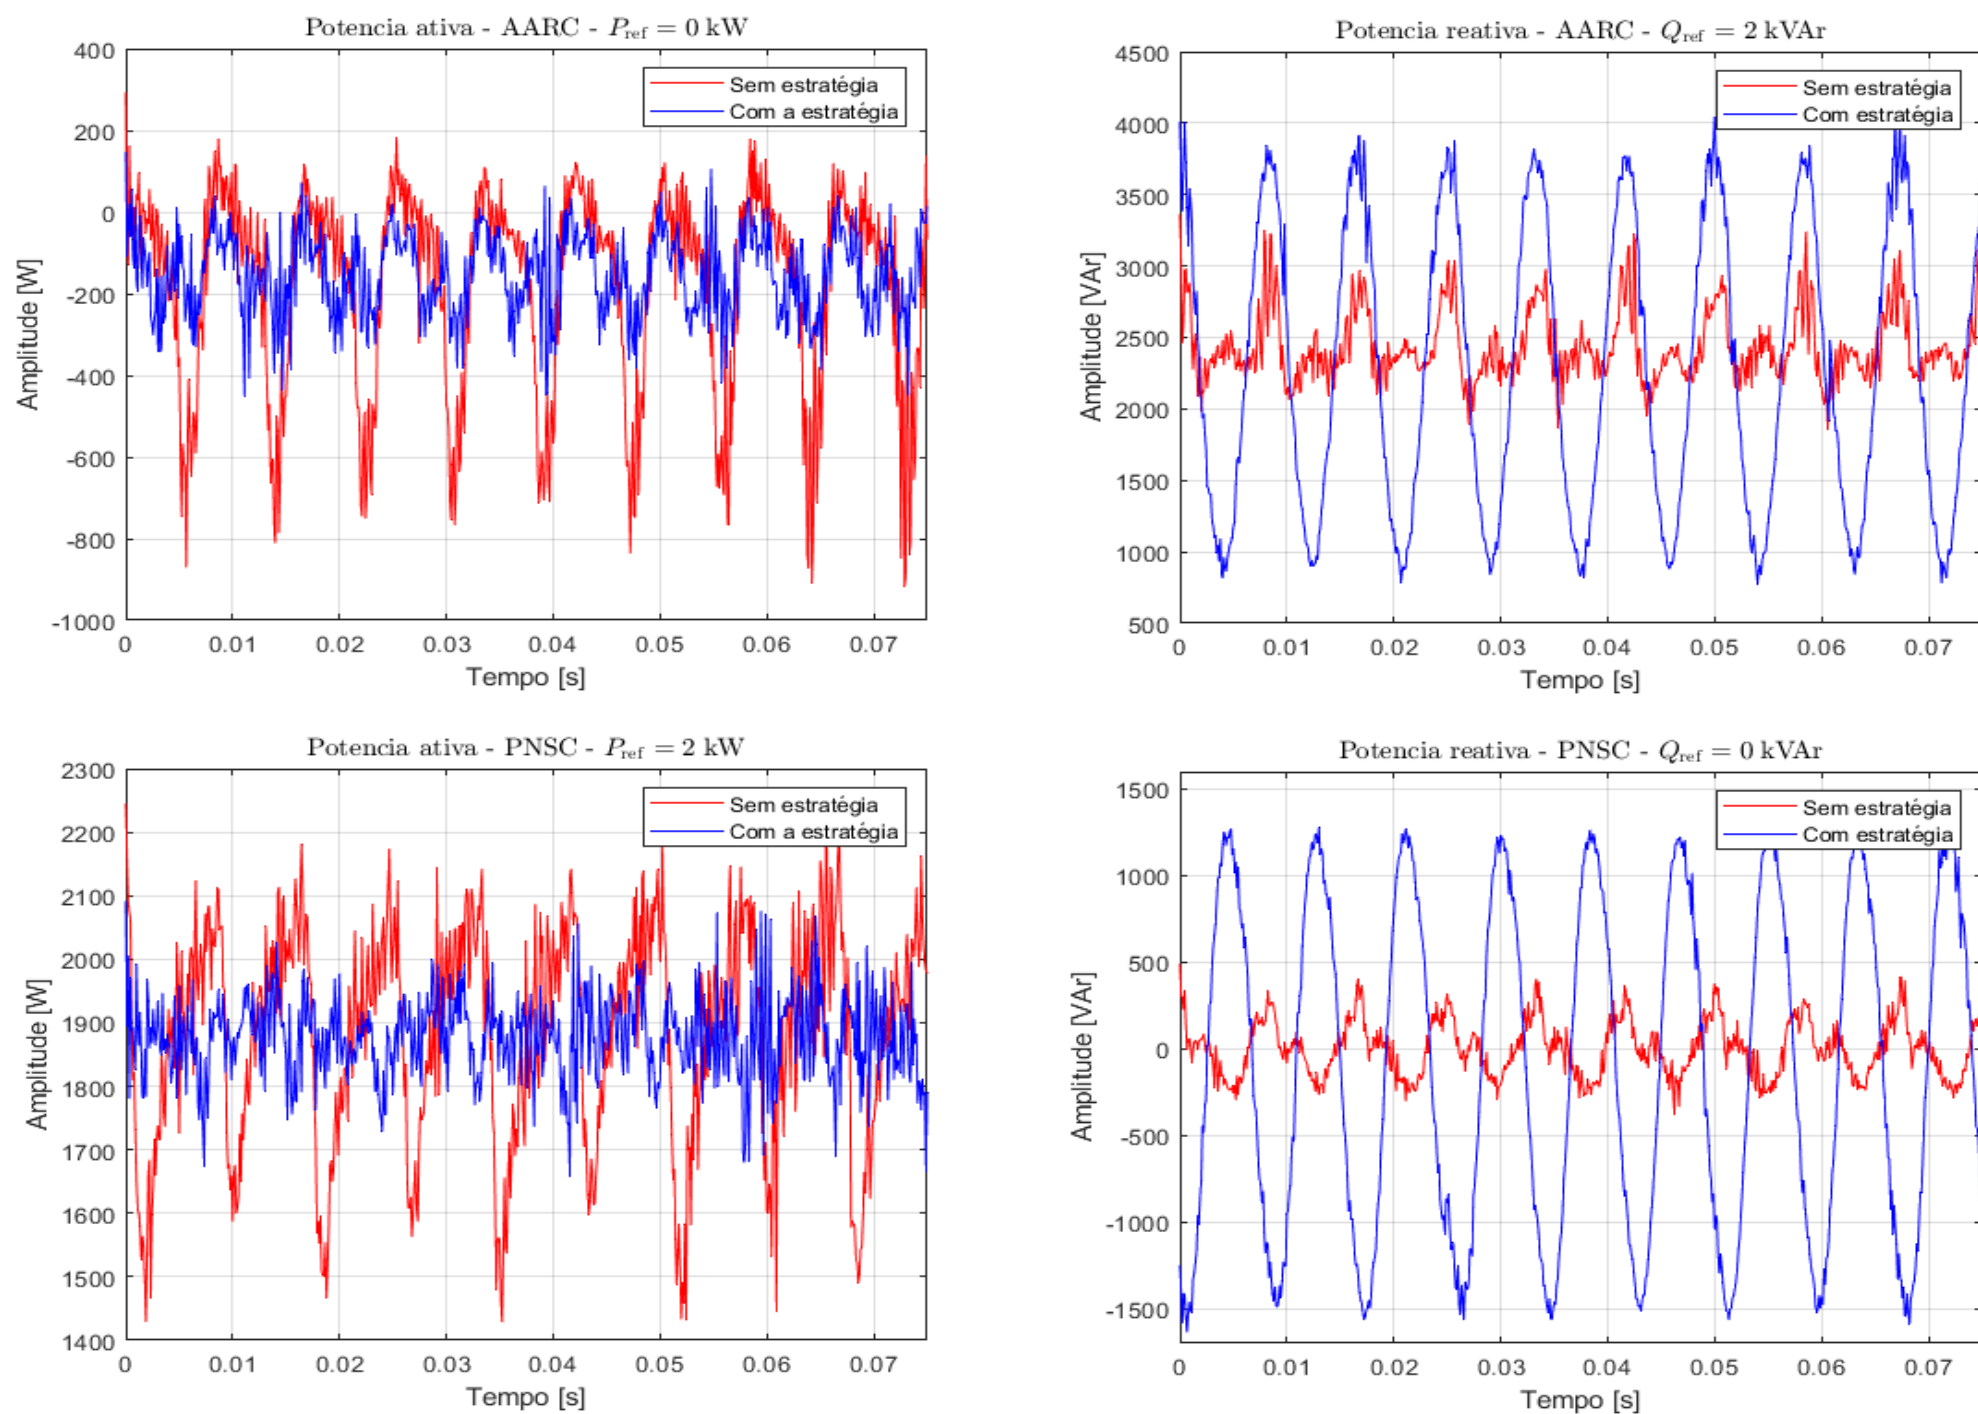 Potencia ativa - AARC - P_ref = 0 kW
400
200
0
-200
-400
-600
-800
-1000
Amplitude [W]
Sem estratégia
Com a estratégia
0 0.01 0.02 0.03 0.04 0.05 0.06 0.07
Tempo [s]
Potencia reativa - AARC - Q_ref = 2 kVAr
4500
4000
3500
3000
2500
2000
1500
1000
500
Amplitude [VAr]
Sem estratégia
Com estratégia
0 0.01 0.02 0.03 0.04 0.05 0.06 0.07
Tempo [s]
Potencia ativa - PNSC - P_ref = 2 kW
2300
2200
2100
2000
1900
1800
1700
1600
1500
1400
Amplitude [W]
Sem estratégia
Com a estratégia
0 0.01 0.02 0.03 0.04 0.05 0.06 0.07
Tempo [s]
Potencia reativa - PNSC - Q_ref = 0 kVAr
1500
1000
500
0
-500
-1000
-1500
Amplitude [VAr]
Sem estratégia
Com estratégia
0 0.01 0.02 0.03 0.04 0.05 0.06 0.07
Tempo [s]